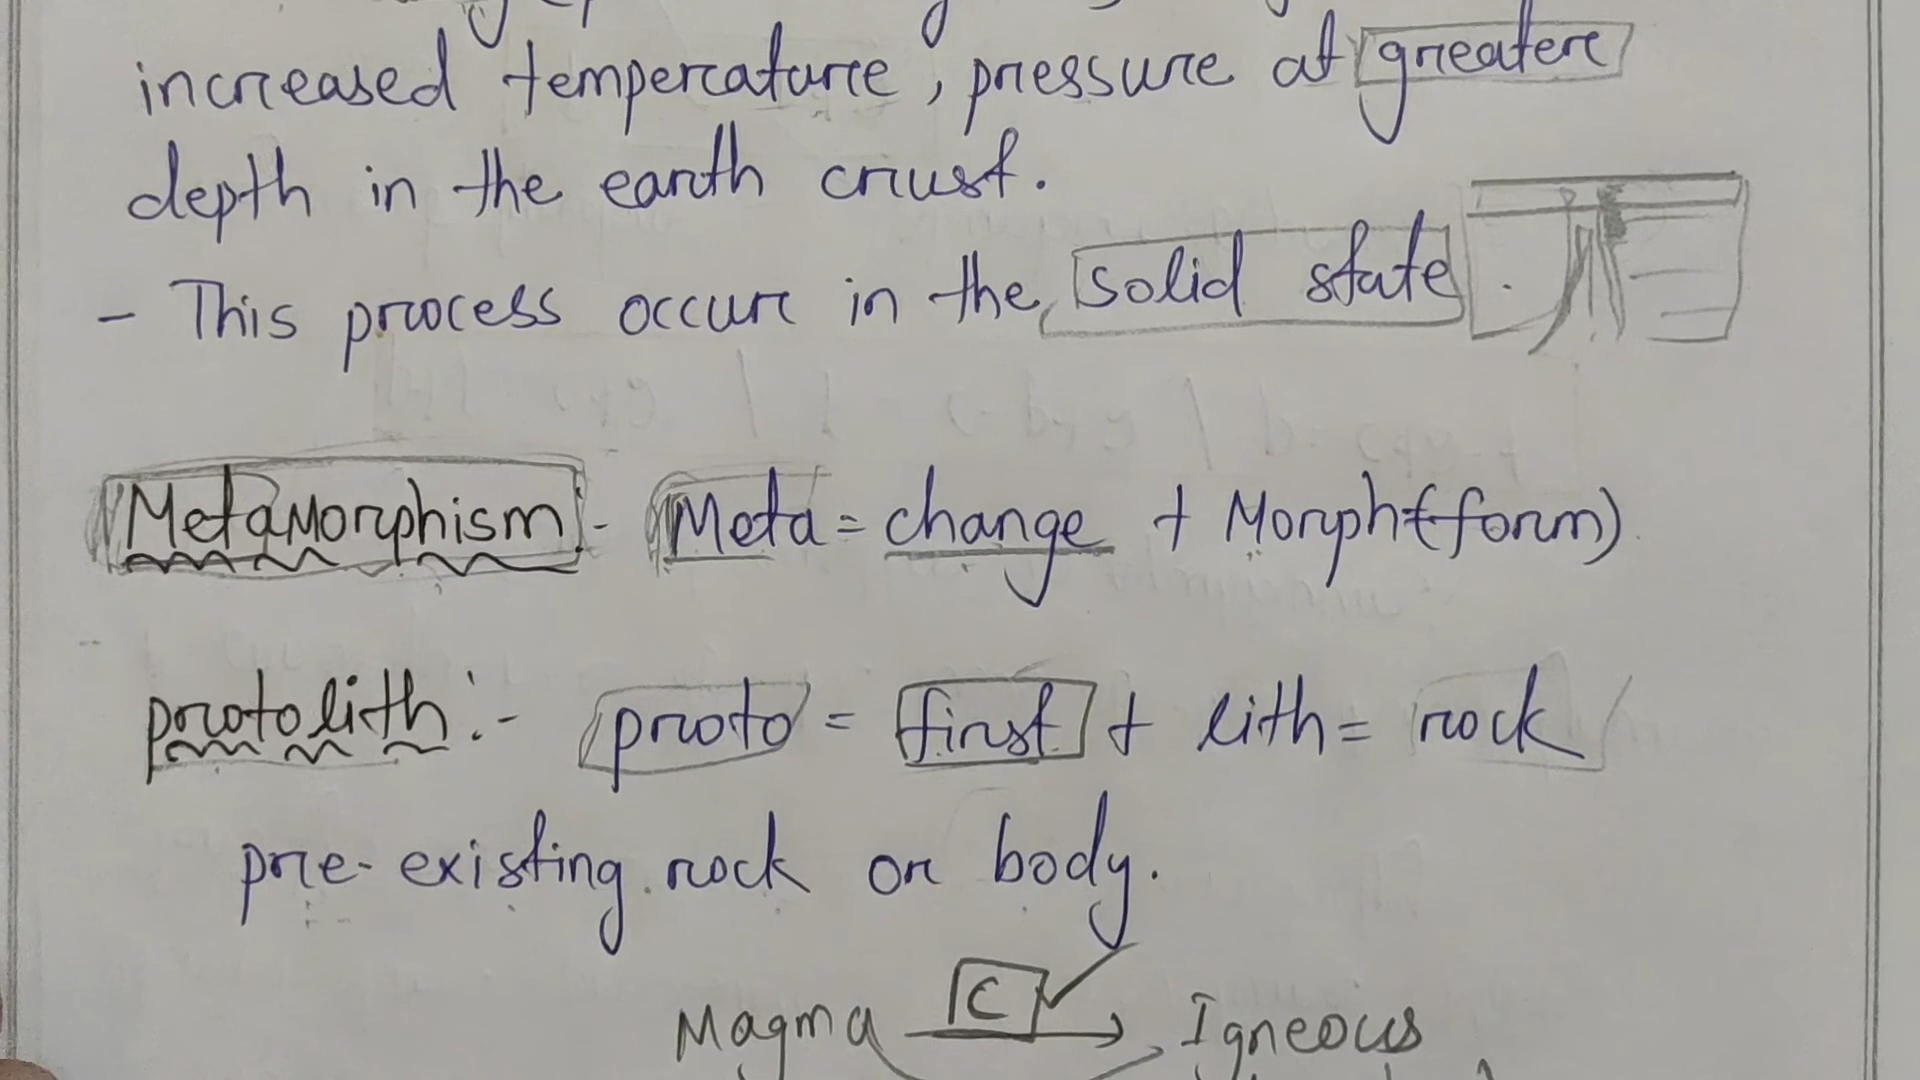 increased temperature, pressure at greater
depth in the earth crust.
- This process occur in the solid state.
Metamorphism:- Meta = change + Morph (form)
protolith:- proto = first + lith = rock
pre-existing rock or body.
Magma C Igneous